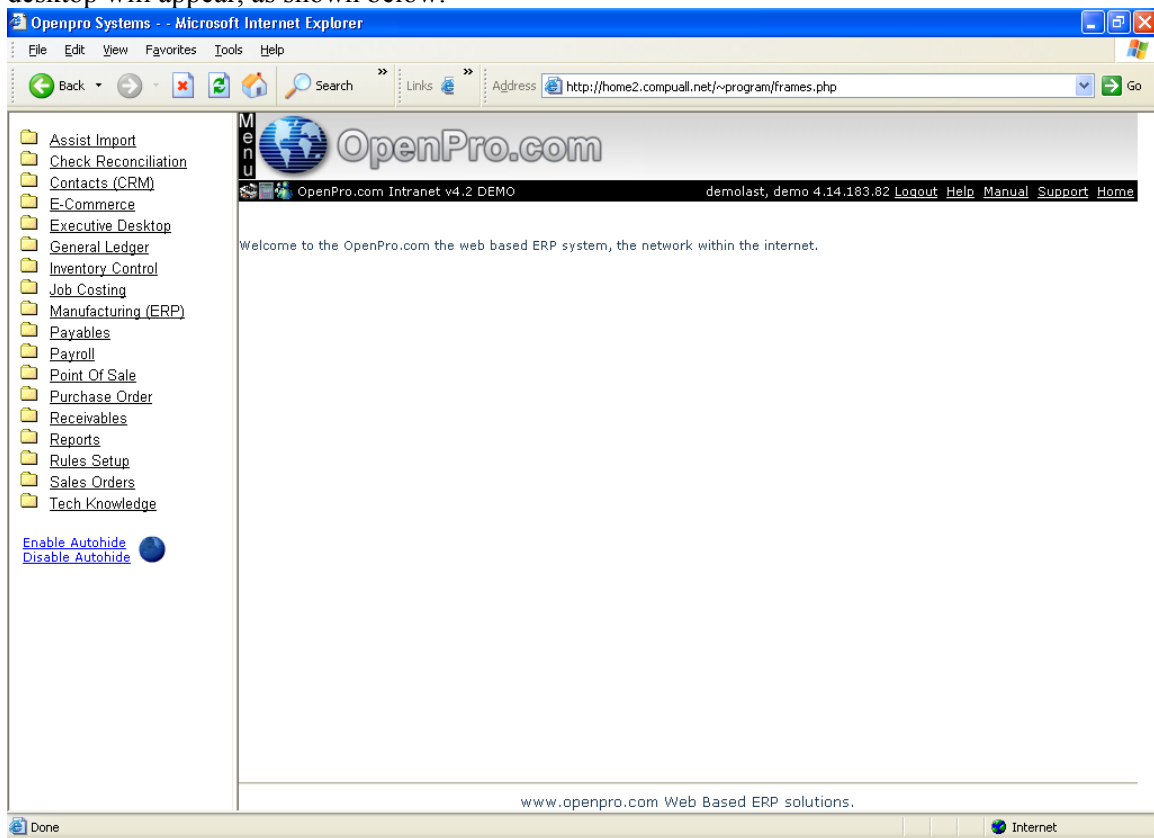 desktop will appear, as shown below.
Openpro Systems - - Microsoft Internet Explorer
File Edit View Favorites Tools Help
Back Search » Links » Address http://home2.compuall.net/~program/frames.php Go
Menu
OpenPro.com
OpenPro.com Intranet v4.2 DEMO demolast, demo 4.14.183.82 Logout Help Manual Support Home
Assist Import
Check Reconciliation
Contacts (CRM)
E-Commerce
Executive Desktop
General Ledger
Inventory Control
Job Costing
Manufacturing (ERP)
Payables
Payroll
Point Of Sale
Purchase Order
Receivables
Reports
Rules Setup
Sales Orders
Tech Knowledge
Enable Autohide
Disable Autohide
Welcome to the OpenPro.com the web based ERP system, the network within the internet.
www.openpro.com Web Based ERP solutions.
Done Internet